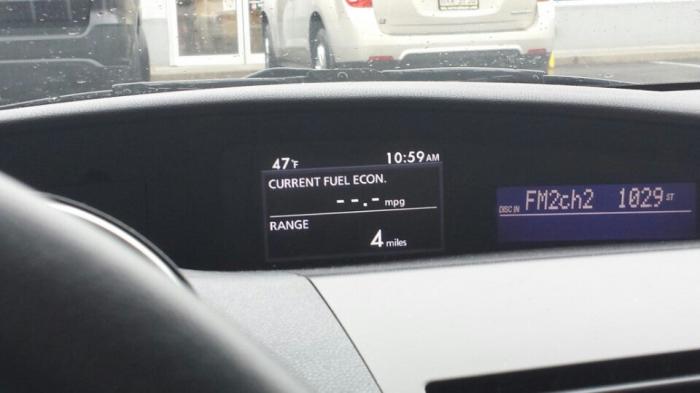 47°F 10:59AM
CURRENT FUEL ECON.
--.- mpg
RANGE
4 miles
DISC IN FM2ch2 1029 ST